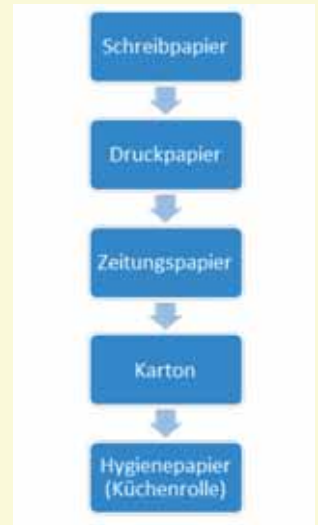 Schreibpapier
Druckpapier
Zeitungspapier
Karton
Hygienepapier
(Küchenrolle)